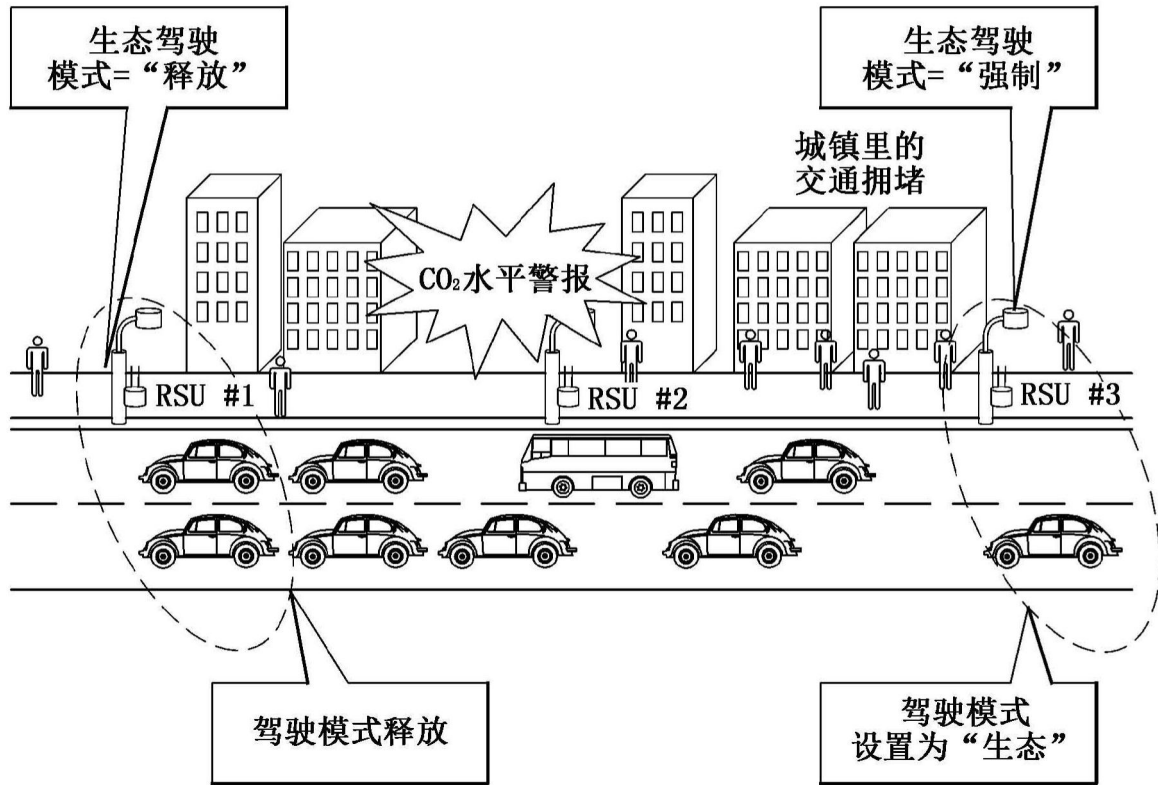 生态驾驶
模式=“释放”
生态驾驶
模式=“强制”
城镇里的
交通拥堵
CO₂水平警报
RSU #1
RSU #2
RSU #3
驾驶模式释放
驾驶模式
设置为“生态”